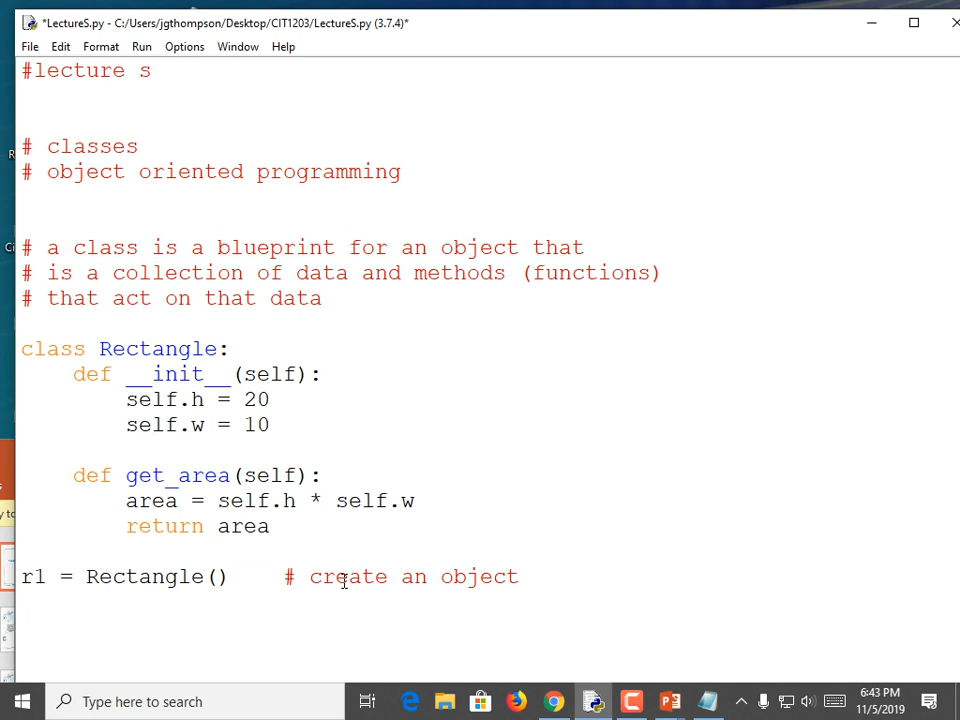 *LectureS.py - C:/Users/jgthompson/Desktop/CIT1203/LectureS.py (3.7.4)*
File Edit Format Run Options Window Help
#lecture s
# classes
# object oriented programming
# a class is a blueprint for an object that
# is a collection of data and methods (functions)
# that act on that data
class Rectangle:
    def __init__(self):
        self.h = 20
        self.w = 10
    def get_area(self):
        area = self.h * self.w
        return area
r1 = Rectangle()    # create an object
Type here to search
6:43 PM
11/5/2019